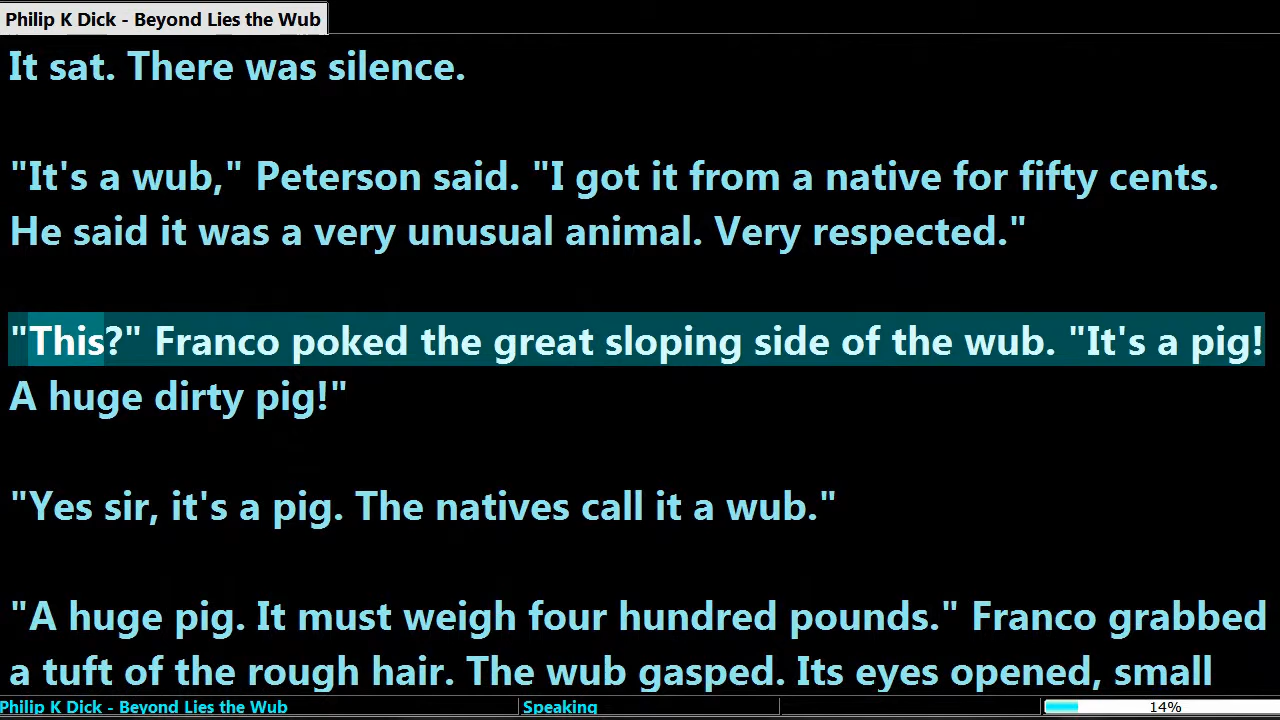 Philip K Dick - Beyond Lies the Wub
It sat. There was silence.
"It's a wub," Peterson said. "I got it from a native for fifty cents.
He said it was a very unusual animal. Very respected."
"This?" Franco poked the great sloping side of the wub. "It's a pig!
A huge dirty pig!"
"Yes sir, it's a pig. The natives call it a wub."
"A huge pig. It must weigh four hundred pounds." Franco grabbed
a tuft of the rough hair. The wub gasped. Its eyes opened, small
Philip K Dick - Beyond Lies the Wub Speaking 14%